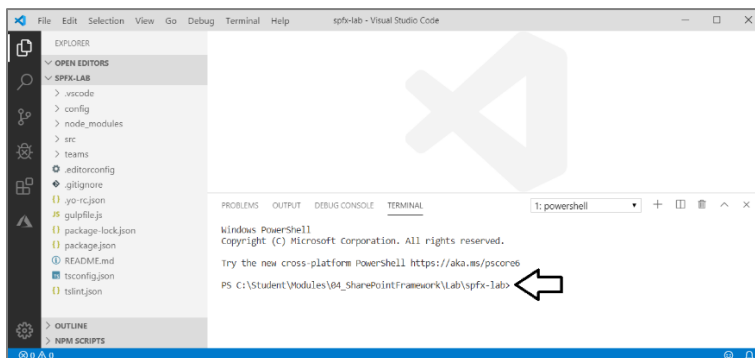 File Edit Selection View Go Debug Terminal Help spfx-lab - Visual Studio Code
EXPLORER
OPEN EDITORS
SPFX-LAB
.vscode
config
node_modules
src
teams
.editorconfig
.gitignore
.yo-rc.json
gulpfile.js
package-lock.json
package.json
README.md
tsconfig.json
tslint.json
OUTLINE
NPM SCRIPTS
PROBLEMS OUTPUT DEBUG CONSOLE TERMINAL 1: powershell
Windows PowerShell
Copyright (C) Microsoft Corporation. All rights reserved.
Try the new cross-platform PowerShell https://aka.ms/pscore6
PS C:\Student\Modules\04_SharePointFramework\Lab\spfx-lab>
0 0